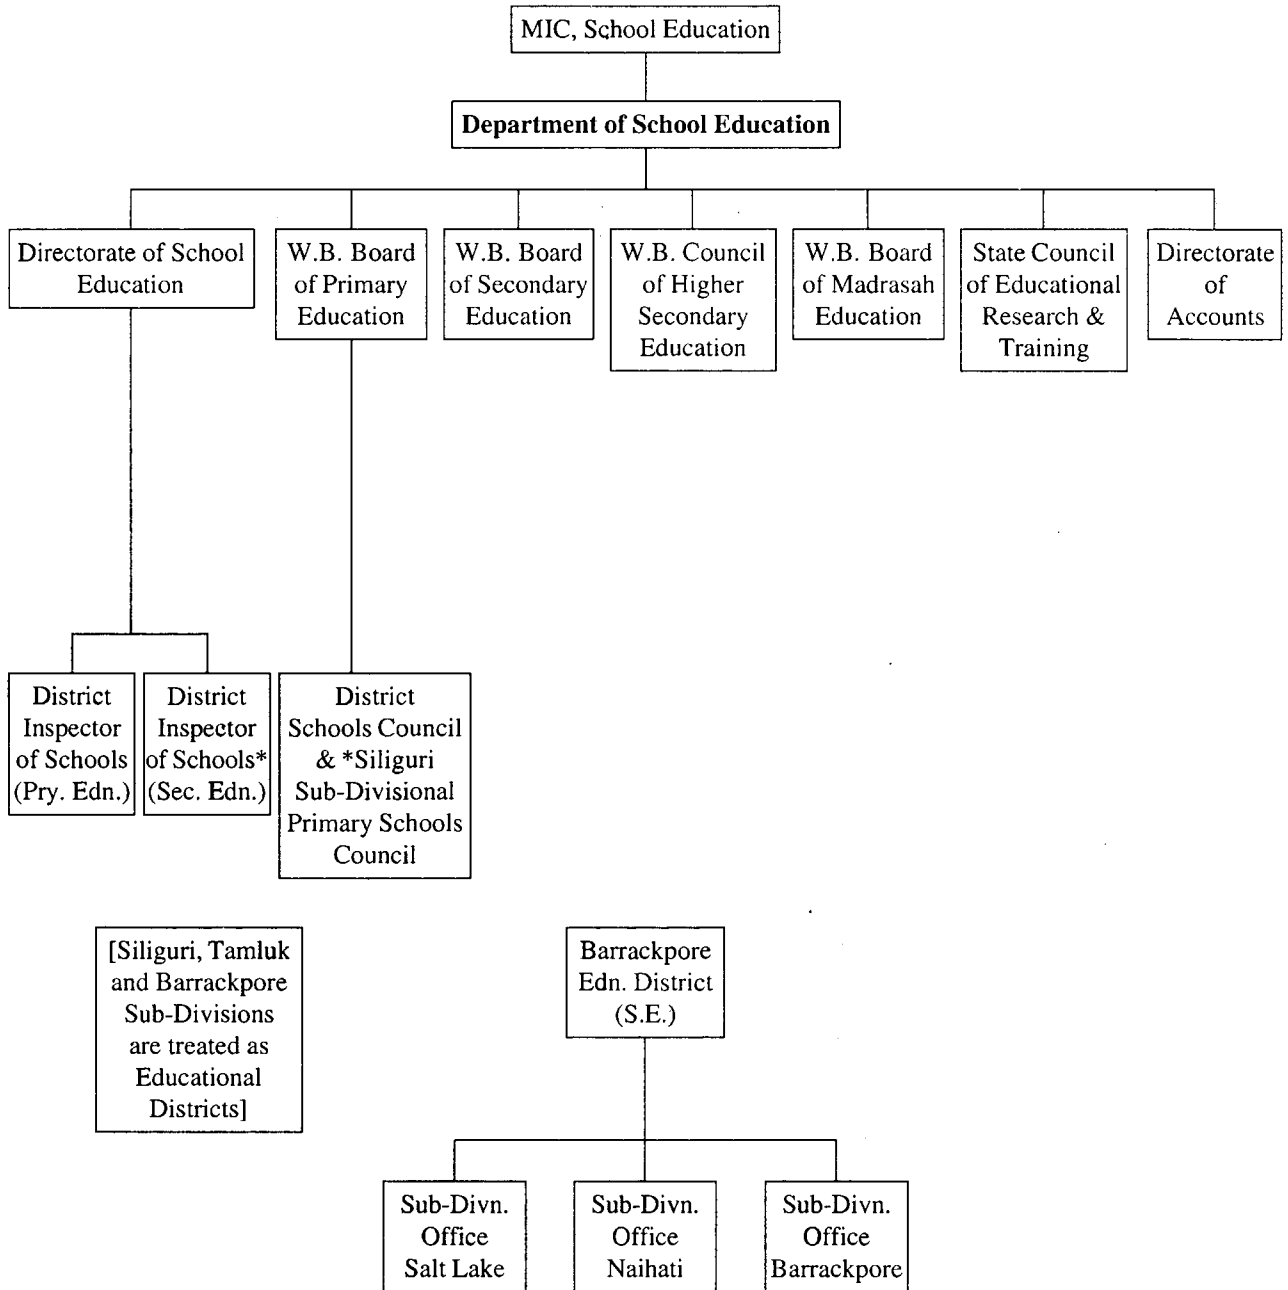 MIC, School Education
Department of School Education
Directorate of School
Education
W.B. Board
of Primary
Education
W.B. Board
of Secondary
Education
W.B. Council
of Higher
Secondary
Education
W.B. Board
of Madrasah
Education
State Council
of Educational
Research &
Training
Directorate
of
Accounts
District
Inspector
of Schools
(Pry. Edn.)
District
Inspector
of Schools*
(Sec. Edn.)
District
Schools Council
& *Siliguri
Sub-Divisional
Primary Schools
Council
[Siliguri, Tamluk
and Barrackpore
Sub-Divisions
are treated as
Educational
Districts]
Barrackpore
Edn. District
(S.E.)
Sub-Divn.
Office
Salt Lake
Sub-Divn.
Office
Naihati
Sub-Divn.
Office
Barrackpore